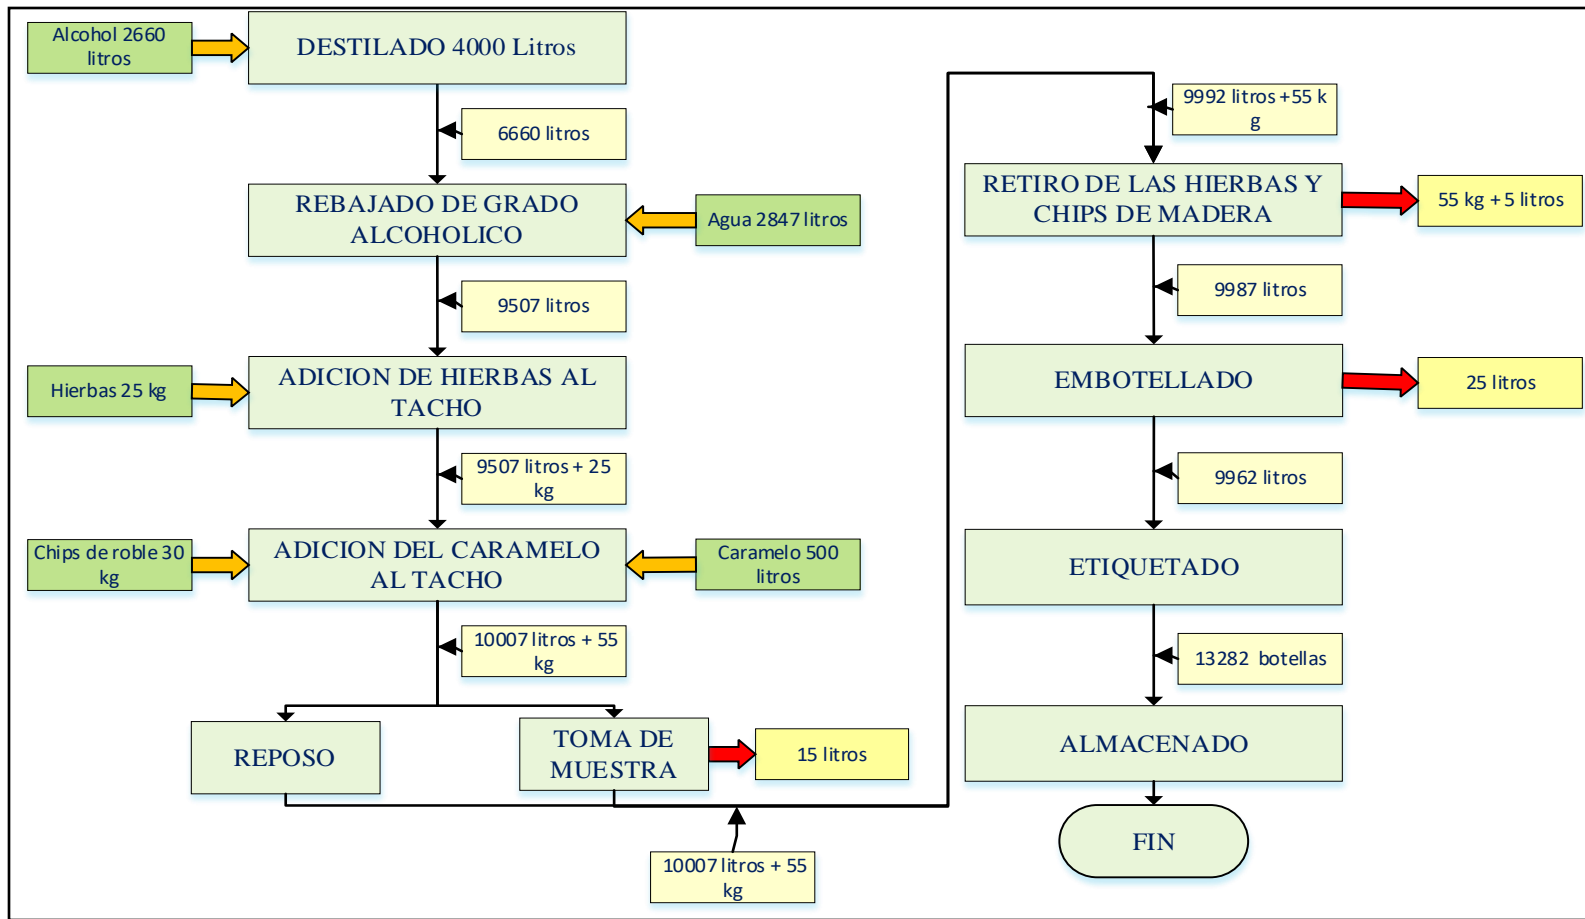 Alcohol 2660
litros
DESTILADO 4000 Litros
6660 litros
REBAJADO DE GRADO
ALCOHOLICO
Agua 2847 litros
9507 litros
Hierbas 25 kg
ADICION DE HIERBAS AL
TACHO
9507 litros + 25
kg
Chips de roble 30
kg
ADICION DEL CARAMELO
AL TACHO
Caramelo 500
litros
10007 litros + 55
kg
REPOSO
TOMA DE
MUESTRA
15 litros
10007 litros + 55
kg
9992 litros +55 k
g
RETIRO DE LAS HIERBAS Y
CHIPS DE MADERA
55 kg + 5 litros
9987 litros
EMBOTELLADO
25 litros
9962 litros
ETIQUETADO
13282 botellas
ALMACENADO
FIN